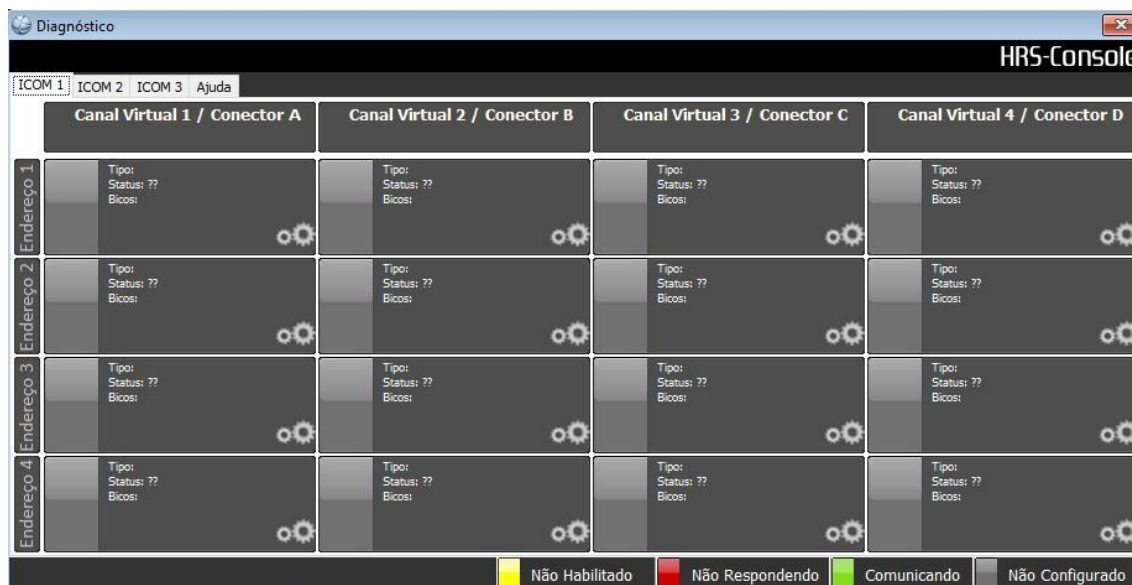 Diagnóstico
HRS-Console
ICOM 1 ICOM 2 ICOM 3 Ajuda
Canal Virtual 1 / Conector A Canal Virtual 2 / Conector B Canal Virtual 3 / Conector C Canal Virtual 4 / Conector D
Endereço 1
Tipo: Tipo: Tipo: Tipo:
Status: ?? Status: ?? Status: ?? Status: ??
Bicos: Bicos: Bicos: Bicos:
Endereço 2
Tipo: Tipo: Tipo: Tipo:
Status: ?? Status: ?? Status: ?? Status: ??
Bicos: Bicos: Bicos: Bicos:
Endereço 3
Tipo: Tipo: Tipo: Tipo:
Status: ?? Status: ?? Status: ?? Status: ??
Bicos: Bicos: Bicos: Bicos:
Endereço 4
Tipo: Tipo: Tipo: Tipo:
Status: ?? Status: ?? Status: ?? Status: ??
Bicos: Bicos: Bicos: Bicos:
Não Habilitado Não Respondendo Comunicando Não Configurado